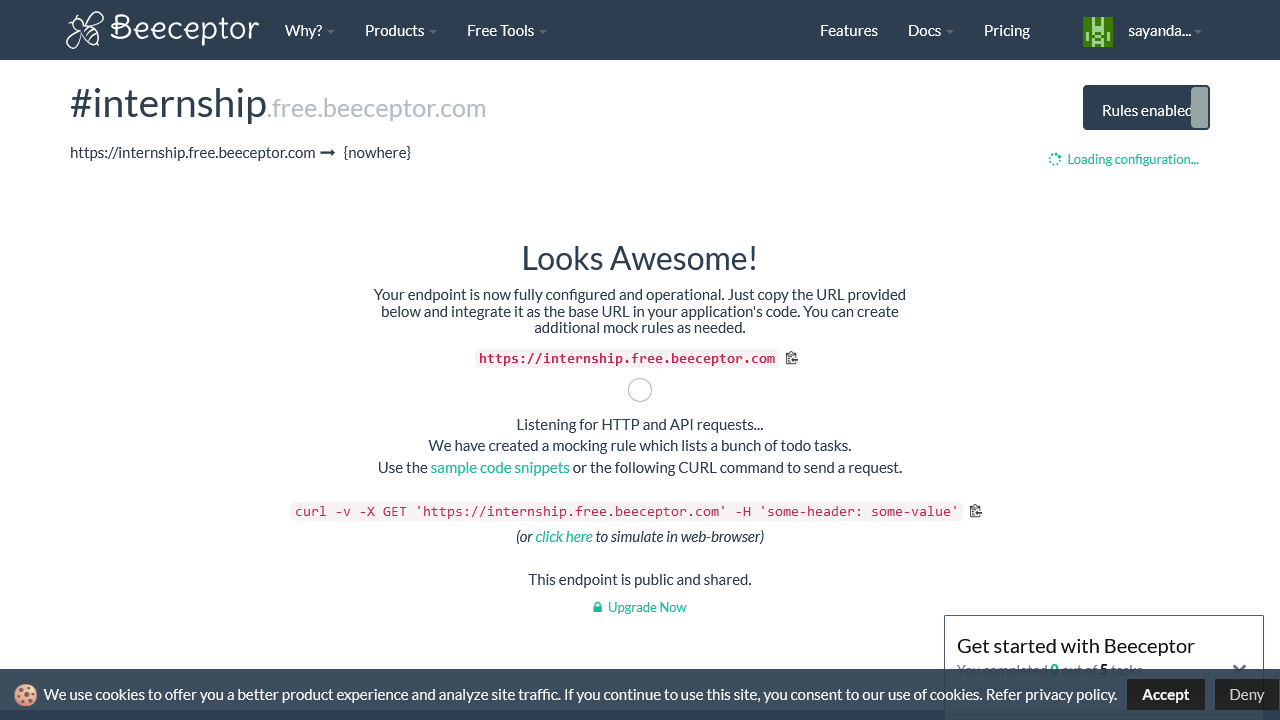 Beeceptor Why? Products Free Tools Features Docs Pricing sayanda...
#internship.free.beeceptor.com
Rules enabled
https://internship.free.beeceptor.com {nowhere}
Loading configuration...
Looks Awesome!
Your endpoint is now fully configured and operational. Just copy the URL provided
below and integrate it as the base URL in your application's code. You can create
additional mock rules as needed.
https://internship.free.beeceptor.com
Listening for HTTP and API requests...
We have created a mocking rule which lists a bunch of todo tasks.
Use the sample code snippets or the following CURL command to send a request.
curl -v -X GET 'https://internship.free.beeceptor.com' -H 'some-header: some-value'
(or click here to simulate in web-browser)
This endpoint is public and shared.
Upgrade Now
Get started with Beeceptor
You completed 0 out of 5 tasks
We use cookies to offer you a better product experience and analyze site traffic. If you continue to use this site, you consent to our use of cookies. Refer privacy policy. Accept Deny